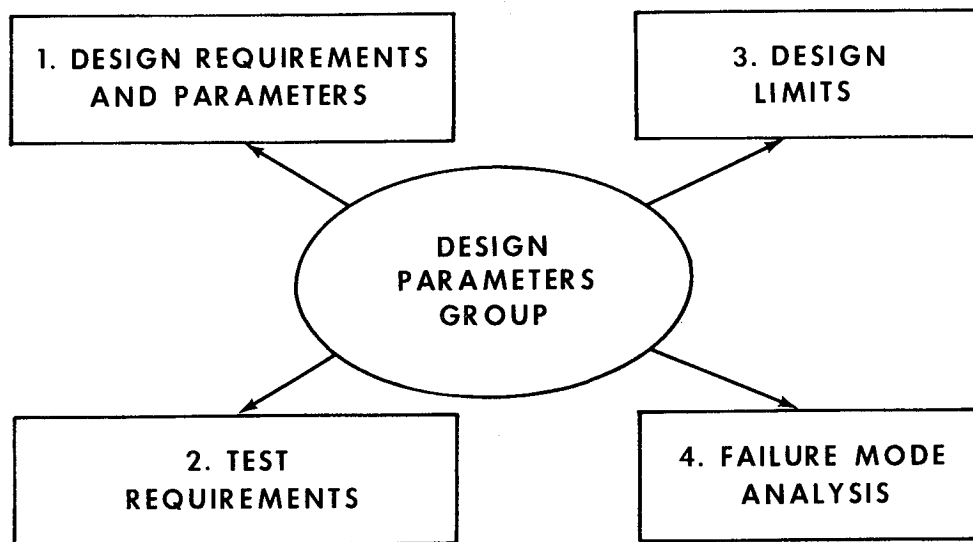 1. DESIGN REQUIREMENTS
AND PARAMETERS
3. DESIGN
LIMITS
DESIGN
PARAMETERS
GROUP
2. TEST
REQUIREMENTS
4. FAILURE MODE
ANALYSIS